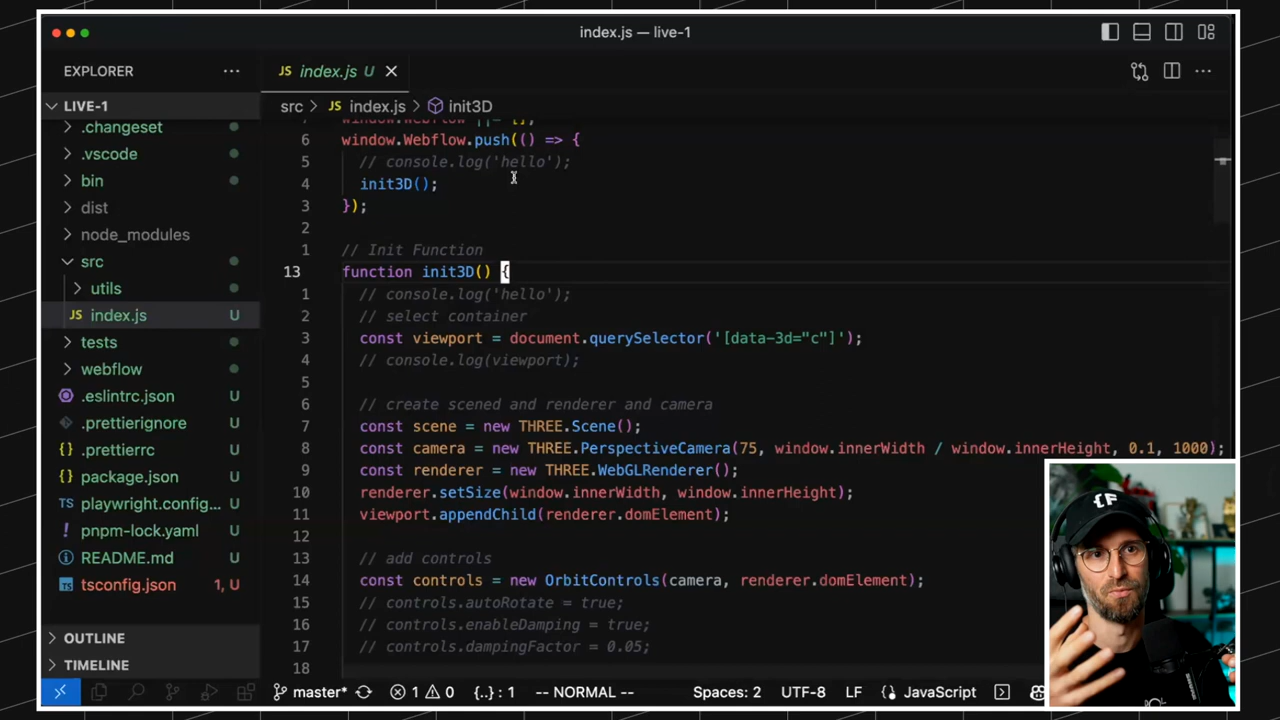 index.js — live-1
EXPLORER
LIVE-1
.changeset
.vscode
bin
dist
node_modules
src
utils
JS index.js U
tests
webflow
.eslintrc.json U
.prettierignore U
{} .prettierrc U
{} package.json U
TS playwright.config... U
! pnpm-lock.yaml U
README.md U
TS tsconfig.json 1, U
OUTLINE
TIMELINE
JS index.js U
src > JS index.js > init3D
7 window.Webflow ||= [];
6 window.Webflow.push(() => {
5 // console.log('hello');
4 init3D();
3 });
2
1 // Init Function
13 function init3D() {
1 // console.log('hello');
2 // select container
3 const viewport = document.querySelector('[data-3d="c"]');
4 // console.log(viewport);
5
6 // create scened and renderer and camera
7 const scene = new THREE.Scene();
8 const camera = new THREE.PerspectiveCamera(75, window.innerWidth / window.innerHeight, 0.1, 1000);
9 const renderer = new THREE.WebGLRenderer();
10 renderer.setSize(window.innerWidth, window.innerHeight);
11 viewport.appendChild(renderer.domElement);
12
13 // add controls
14 const controls = new OrbitControls(camera, renderer.domElement);
15 // controls.autoRotate = true;
16 // controls.enableDamping = true;
17 // controls.dampingFactor = 0.05;
18
{F
master* 1 0 {..} : 1 -- NORMAL -- Spaces: 2 UTF-8 LF JavaScript